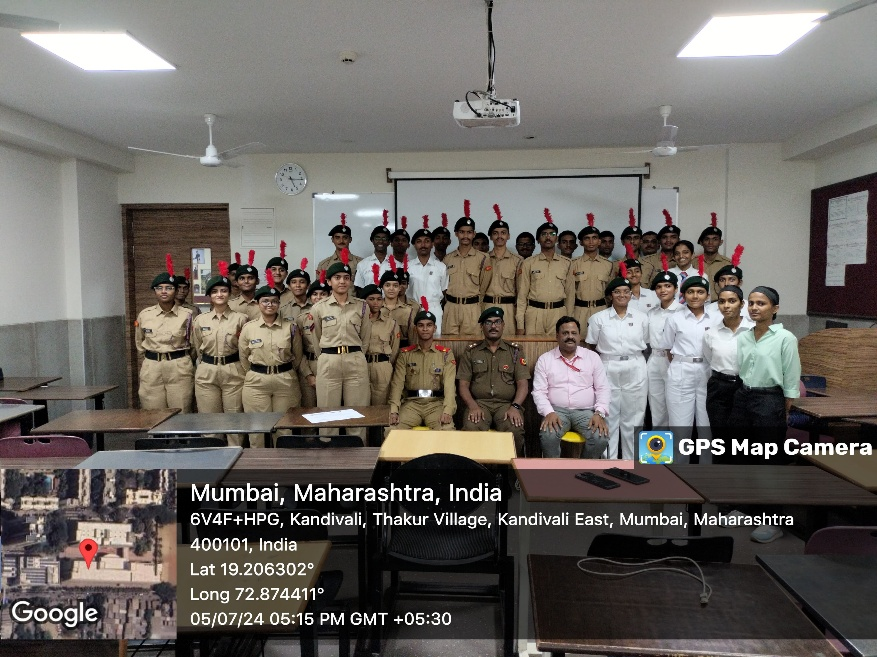 GPS Map Camera
Mumbai, Maharashtra, India
6V4F+HPG, Kandivali, Thakur Village, Kandivali East, Mumbai, Maharashtra
400101, India
Lat 19.206302°
Long 72.874411°
05/07/24 05:15 PM GMT +05:30
Google